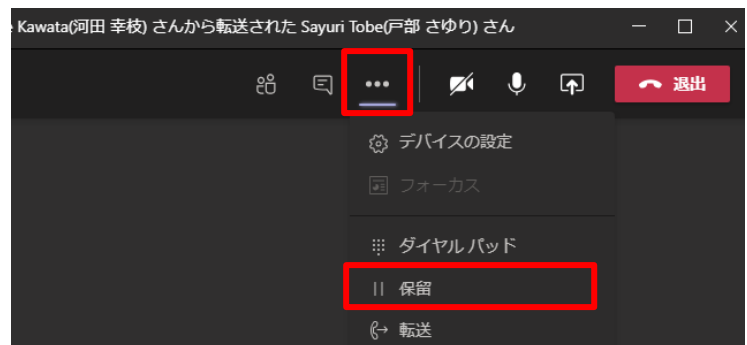 Kawata(河田 幸枝) さんから転送された Sayuri Tobe(戸部 さゆり) さん
退出
デバイスの設定
フォーカス
ダイヤル パッド
保留
転送